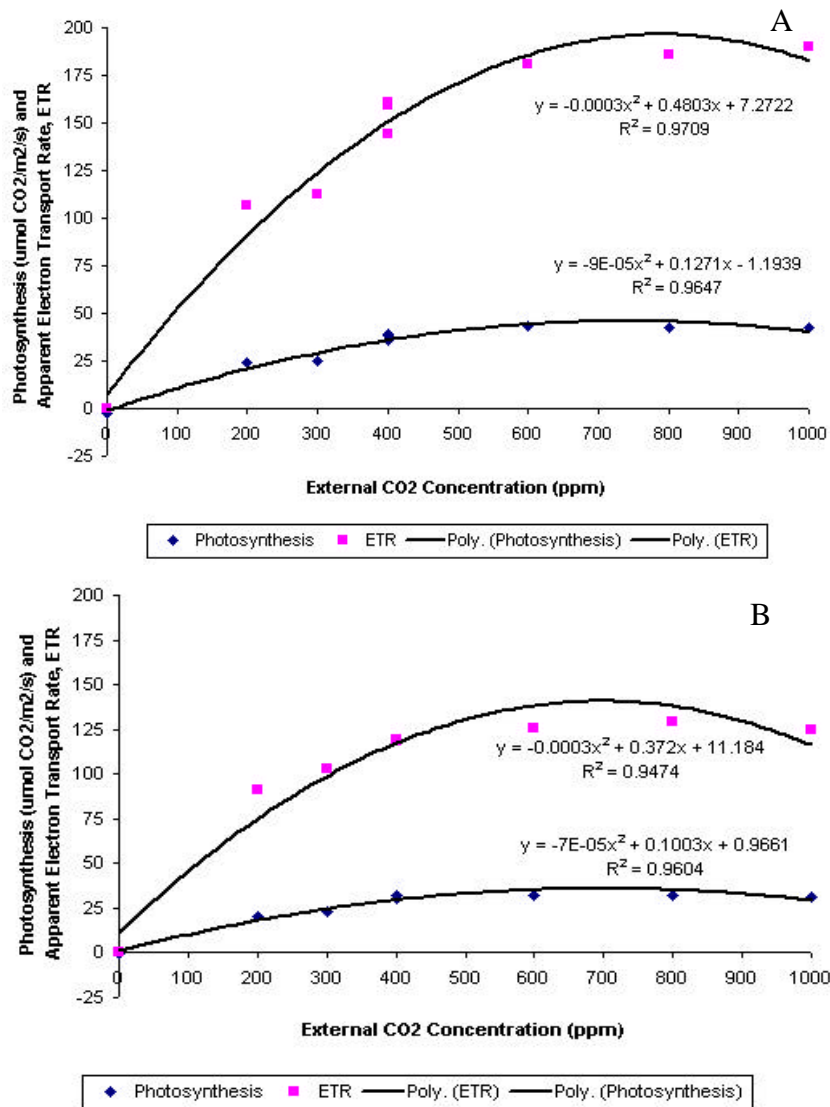 A
Photosynthesis (umol CO2/m2/s) and
Apparent Electron Transport Rate, ETR
200
175
150
125
100
75
50
25
0
-25
y = -0.0003x² + 0.4803x + 7.2722
R² = 0.9709
y = -9E-05x² + 0.1271x - 1.1939
R² = 0.9647
0 100 200 300 400 500 600 700 800 900 1000
External CO2 Concentration (ppm)
Photosynthesis ETR Poly. (Photosynthesis) Poly. (ETR)
B
Photosynthesis (umol CO2/m2/s) and
Apparent Electron Transport Rate, ETR
200
175
150
125
100
75
50
25
0
-25
y = -0.0003x² + 0.372x + 11.184
R² = 0.9474
y = -7E-05x² + 0.1003x + 0.9661
R² = 0.9604
0 100 200 300 400 500 600 700 800 900 1000
External CO2 Concentration (ppm)
Photosynthesis ETR Poly. (ETR) Poly. (Photosynthesis)